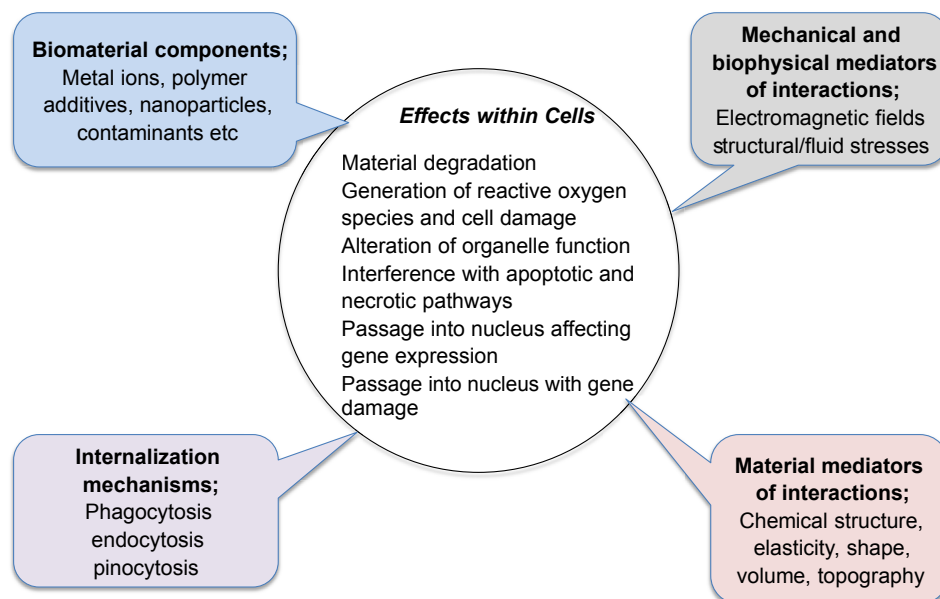 Biomaterial components;
Metal ions, polymer
additives, nanoparticles,
contaminants etc
Mechanical and
biophysical mediators
of interactions;
Electromagnetic fields
structural/fluid stresses
Effects within Cells
Material degradation
Generation of reactive oxygen
species and cell damage
Alteration of organelle function
Interference with apoptotic and
necrotic pathways
Passage into nucleus affecting
gene expression
Passage into nucleus with gene
damage
Internalization
mechanisms;
Phagocytosis
endocytosis
pinocytosis
Material mediators
of interactions;
Chemical structure,
elasticity, shape,
volume, topography